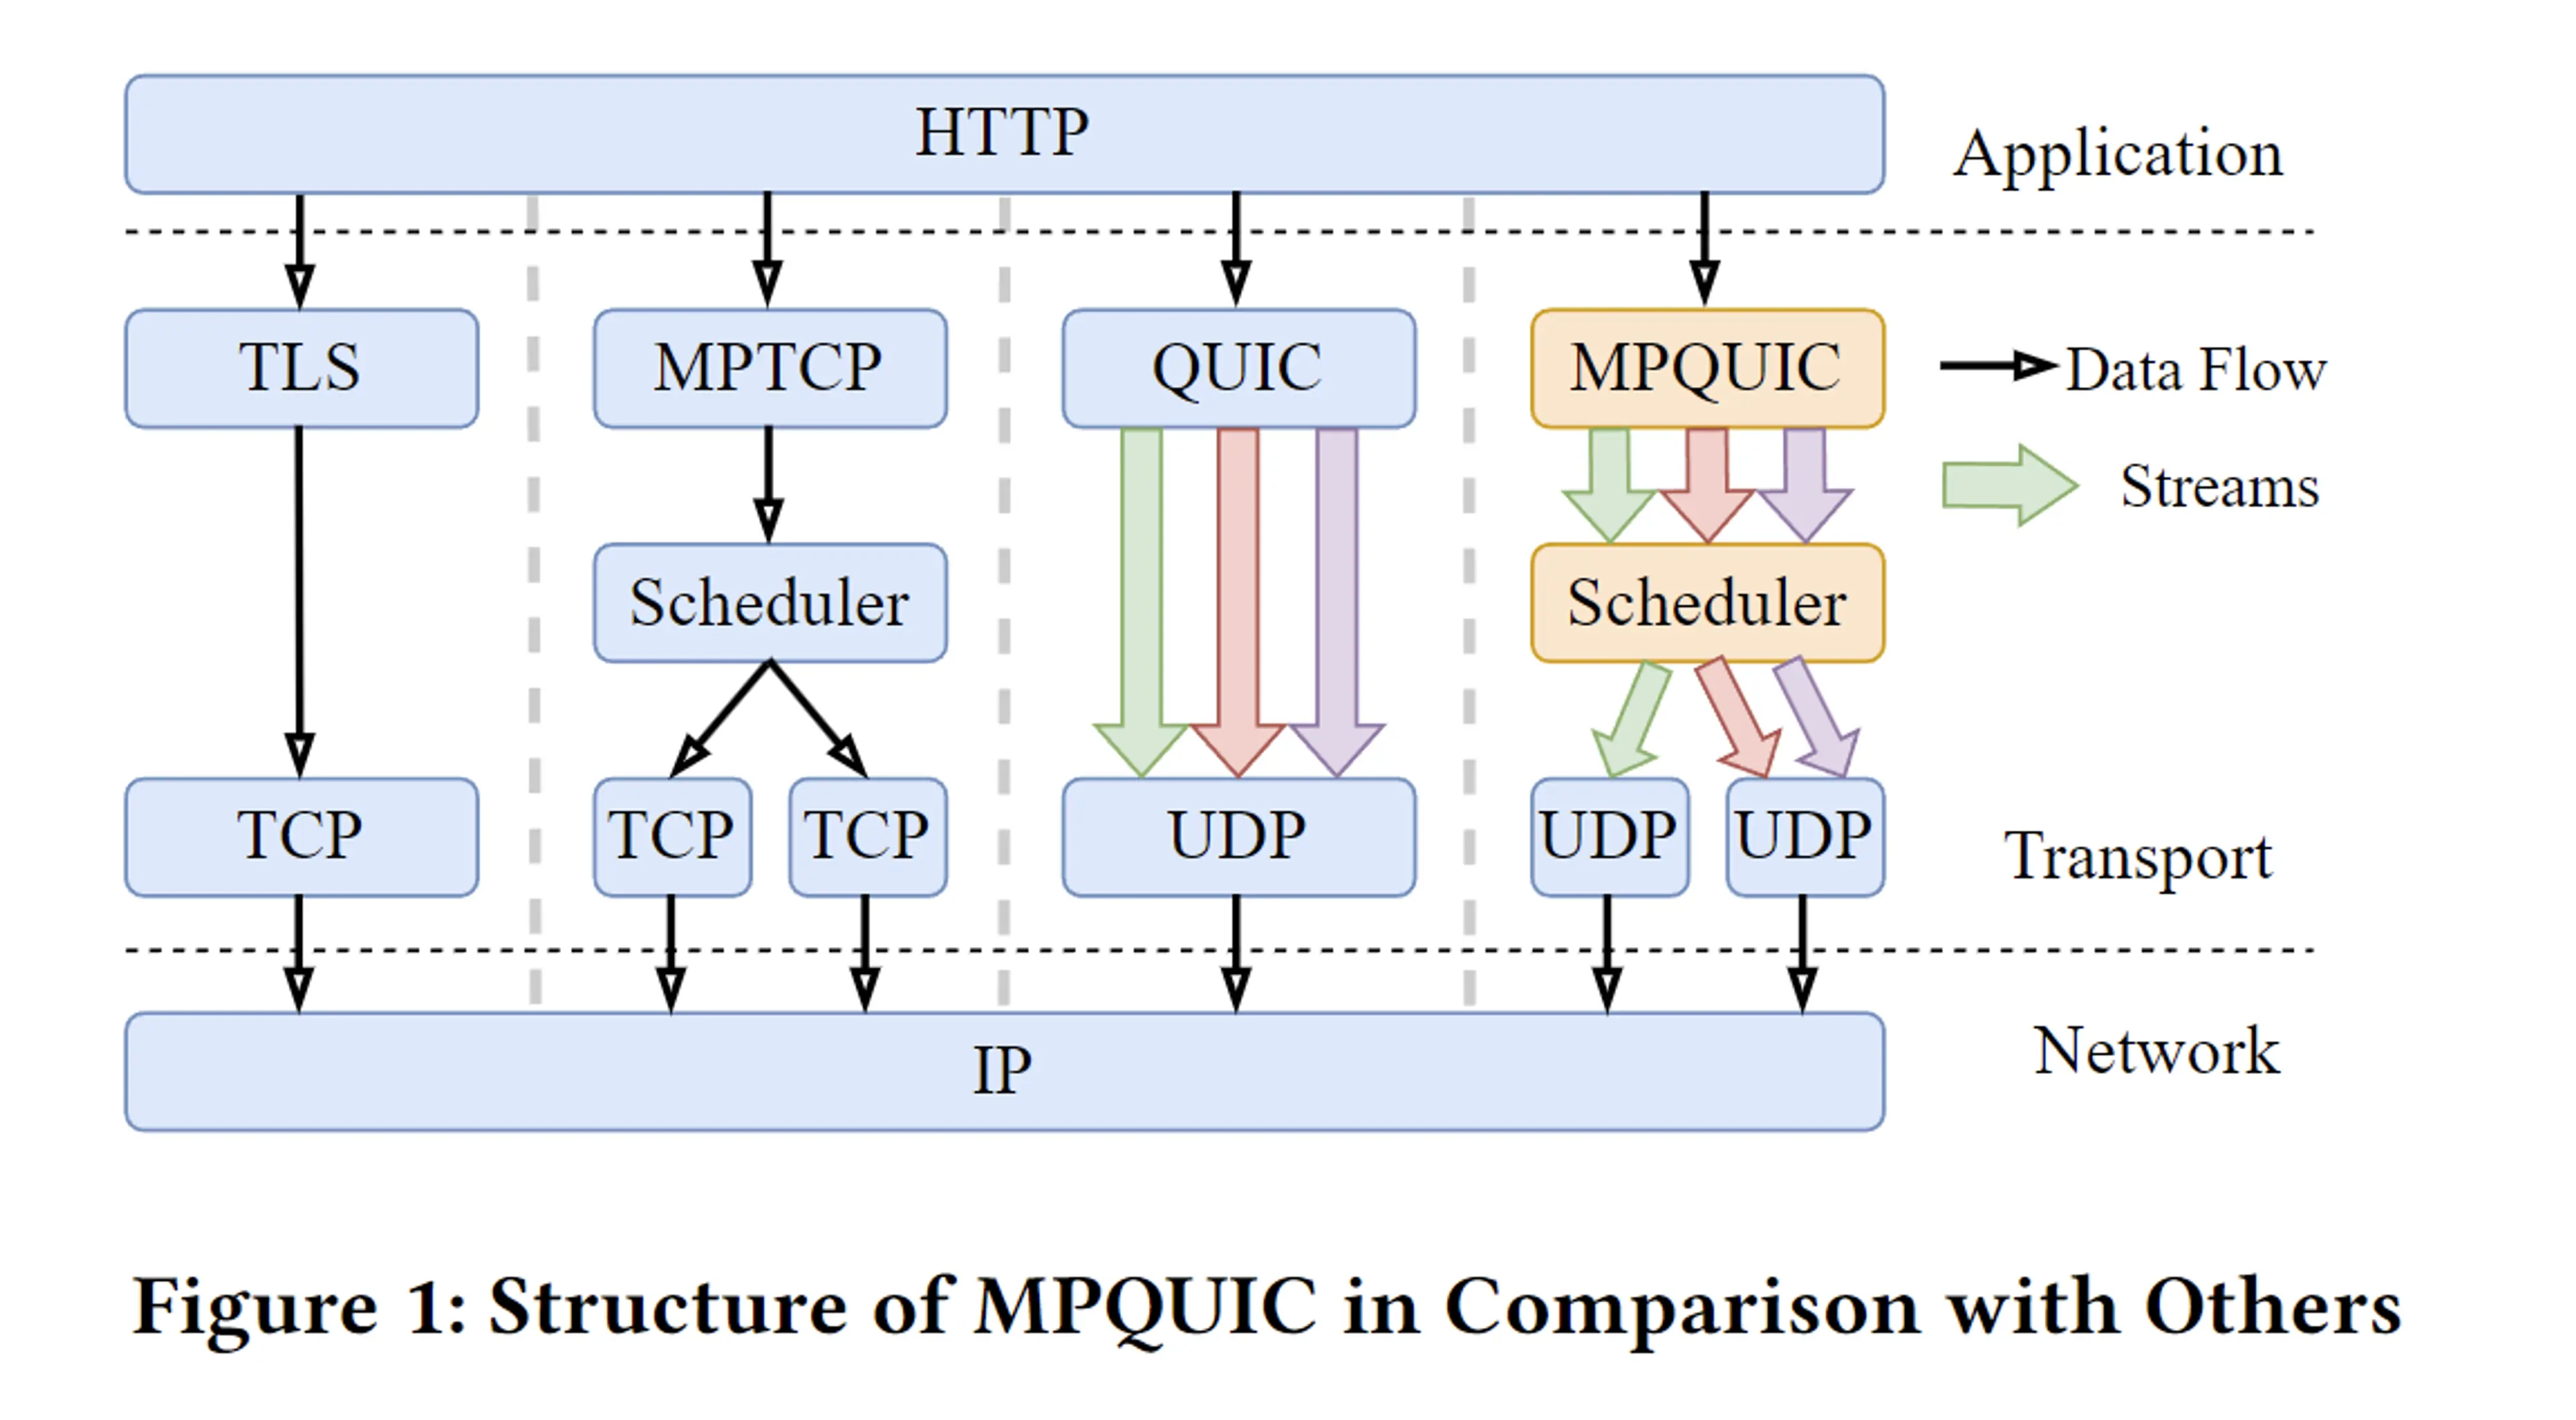 HTTP
Application
TLS
MPTCP
QUIC
MPQUIC
Data Flow
Streams
Scheduler
Scheduler
TCP
TCP
TCP
UDP
UDP
UDP
Transport
IP
Network
Figure 1: Structure of MPQUIC in Comparison with Others